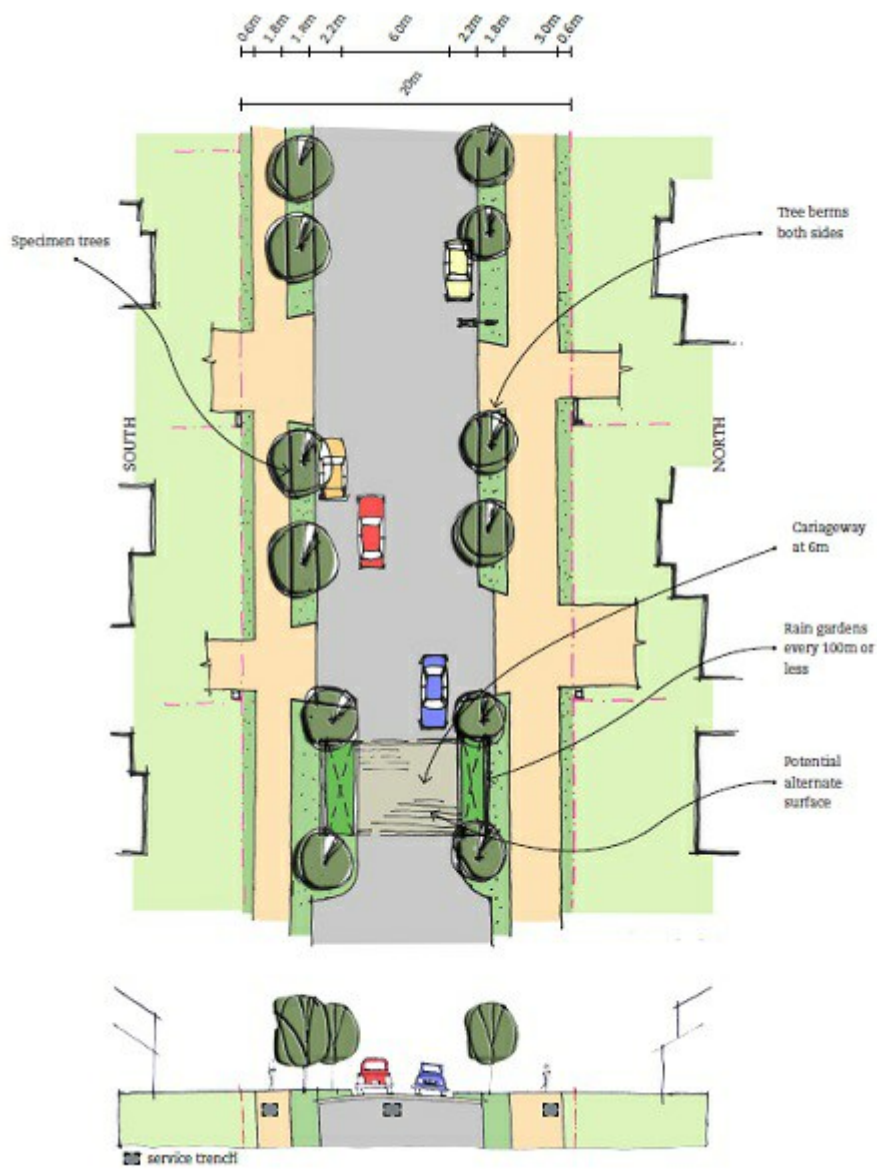 0.6m 1.8m 1.8m 2.2m 6.0m 2.2m 1.8m 3.0m 0.6m
20m
Specimen trees
Tree berms
both sides
SOUTH
NORTH
Cariageway
at 6m
Rain gardens
every 100m or
less
Potential
alternate
surface
service trench